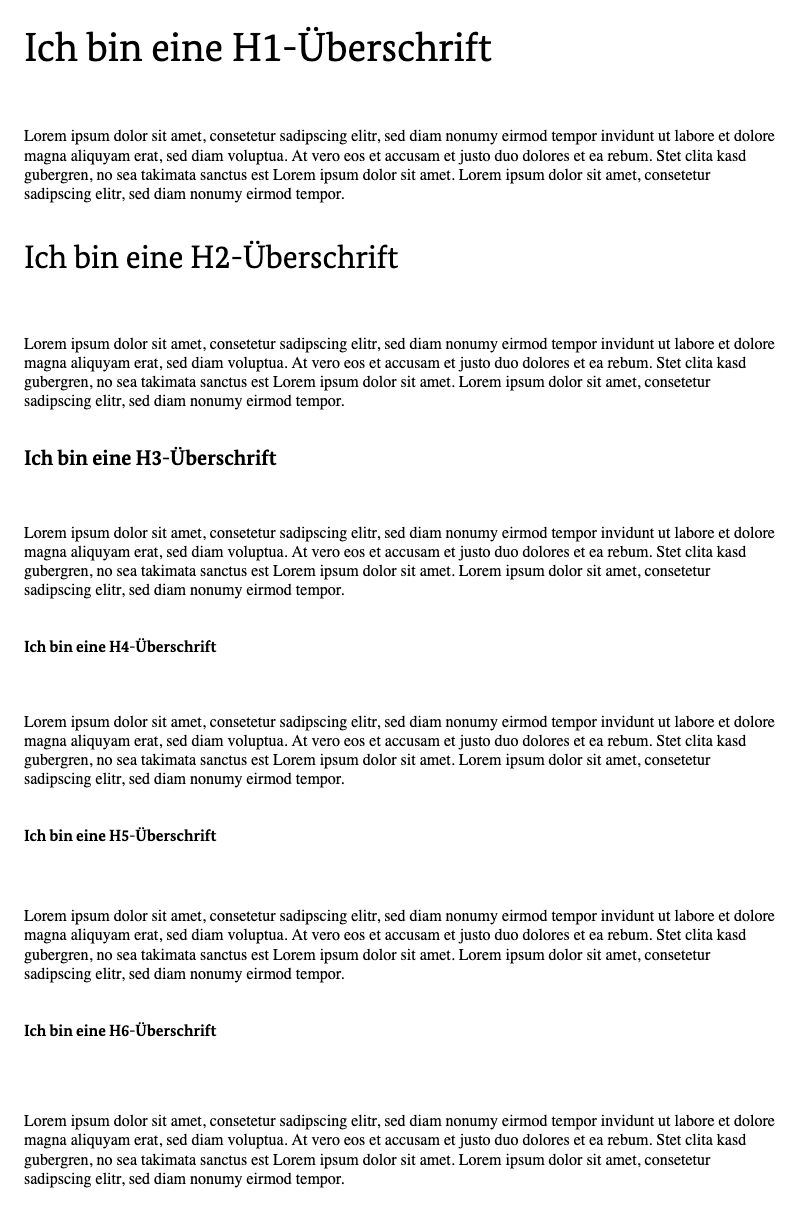 Ich bin eine H1-Überschrift
Lorem ipsum dolor sit amet, consetetur sadipscing elitr, sed diam nonumy eirmod tempor invidunt ut labore et dolore
magna aliquyam erat, sed diam voluptua. At vero eos et accusam et justo duo dolores et ea rebum. Stet clita kasd
gubergren, no sea takimata sanctus est Lorem ipsum dolor sit amet. Lorem ipsum dolor sit amet, consetetur
sadipscing elitr, sed diam nonumy eirmod tempor.
Ich bin eine H2-Überschrift
Lorem ipsum dolor sit amet, consetetur sadipscing elitr, sed diam nonumy eirmod tempor invidunt ut labore et dolore
magna aliquyam erat, sed diam voluptua. At vero eos et accusam et justo duo dolores et ea rebum. Stet clita kasd
gubergren, no sea takimata sanctus est Lorem ipsum dolor sit amet. Lorem ipsum dolor sit amet, consetetur
sadipscing elitr, sed diam nonumy eirmod tempor.
Ich bin eine H3-Überschrift
Lorem ipsum dolor sit amet, consetetur sadipscing elitr, sed diam nonumy eirmod tempor invidunt ut labore et dolore
magna aliquyam erat, sed diam voluptua. At vero eos et accusam et justo duo dolores et ea rebum. Stet clita kasd
gubergren, no sea takimata sanctus est Lorem ipsum dolor sit amet. Lorem ipsum dolor sit amet, consetetur
sadipscing elitr, sed diam nonumy eirmod tempor.
Ich bin eine H4-Überschrift
Lorem ipsum dolor sit amet, consetetur sadipscing elitr, sed diam nonumy eirmod tempor invidunt ut labore et dolore
magna aliquyam erat, sed diam voluptua. At vero eos et accusam et justo duo dolores et ea rebum. Stet clita kasd
gubergren, no sea takimata sanctus est Lorem ipsum dolor sit amet. Lorem ipsum dolor sit amet, consetetur
sadipscing elitr, sed diam nonumy eirmod tempor.
Ich bin eine H5-Überschrift
Lorem ipsum dolor sit amet, consetetur sadipscing elitr, sed diam nonumy eirmod tempor invidunt ut labore et dolore
magna aliquyam erat, sed diam voluptua. At vero eos et accusam et justo duo dolores et ea rebum. Stet clita kasd
gubergren, no sea takimata sanctus est Lorem ipsum dolor sit amet. Lorem ipsum dolor sit amet, consetetur
sadipscing elitr, sed diam nonumy eirmod tempor.
Ich bin eine H6-Überschrift
Lorem ipsum dolor sit amet, consetetur sadipscing elitr, sed diam nonumy eirmod tempor invidunt ut labore et dolore
magna aliquyam erat, sed diam voluptua. At vero eos et accusam et justo duo dolores et ea rebum. Stet clita kasd
gubergren, no sea takimata sanctus est Lorem ipsum dolor sit amet. Lorem ipsum dolor sit amet, consetetur
sadipscing elitr, sed diam nonumy eirmod tempor.